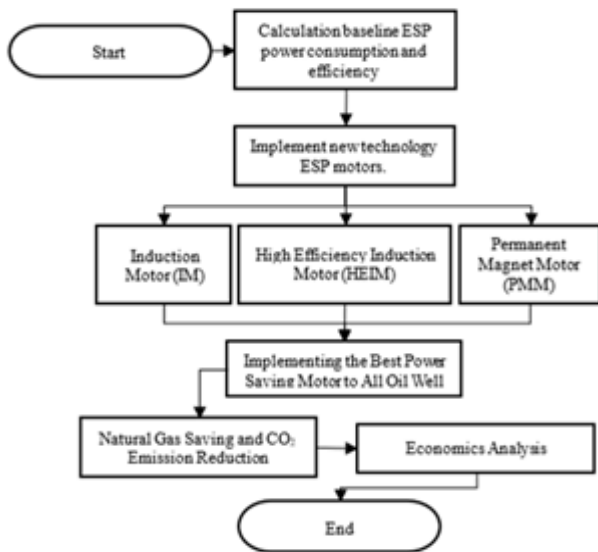 Start
Calculation baseline ESP
power consumption and
efficiency
Implement new technology
ESP motors.
Induction
Motor (IM)
High Efficiency Induction
Motor (HEIM)
Permanent
Magnet Motor
(PMM)
Implementing the Best Power
Saving Motor to All Oil Well
Natural Gas Saving and CO₂
Emission Reduction
Economics Analysis
End